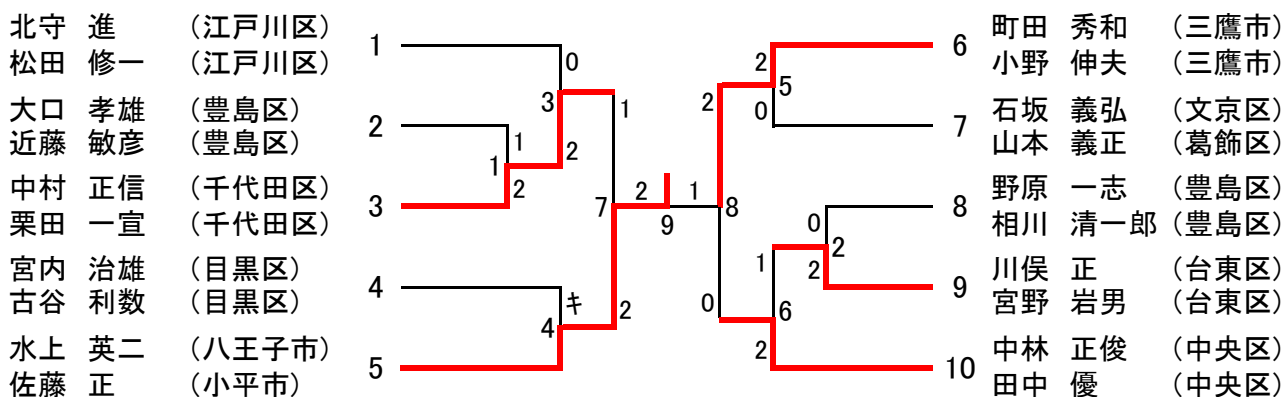 北守 進 (江戸川区)
1
松田 修一 (江戸川区)
大口 孝雄 (豊島区)
2
近藤 敏彦 (豊島区)
中村 正信 (千代田区)
3
栗田 一宣 (千代田区)
宮内 治雄 (目黒区)
4
古谷 利数 (目黒区)
水上 英二 (八王子市)
5
佐藤 正 (小平市)
0
3
1
1
1
2
2
7
2
9
1
8
キ
4
2
2
5
2
0
0
2
1
2
0
6
2
町田 秀和 (三鷹市)
6
小野 伸夫 (三鷹市)
石坂 義弘 (文京区)
7
山本 義正 (葛飾区)
野原 一志 (豊島区)
8
相川 清一郎 (豊島区)
川俣 正 (台東区)
9
宮野 岩男 (台東区)
中林 正俊 (中央区)
10
田中 優 (中央区)